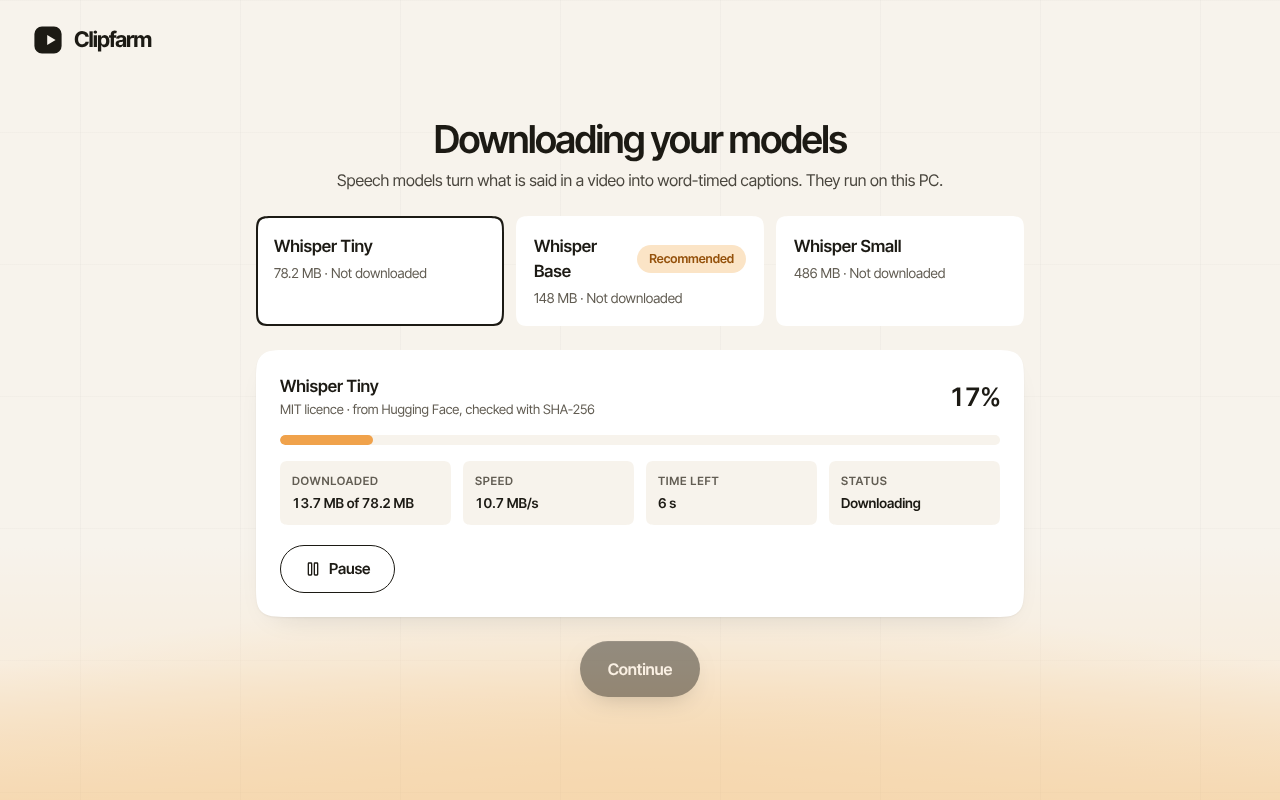 Clipfarm
Downloading your models
Speech models turn what is said in a video into word-timed captions. They run on this PC.
Whisper Tiny
78.2 MB · Not downloaded
Whisper
Base
Recommended
148 MB · Not downloaded
Whisper Small
486 MB · Not downloaded
Whisper Tiny
MIT licence · from Hugging Face, checked with SHA-256
17%
DOWNLOADED
13.7 MB of 78.2 MB
SPEED
10.7 MB/s
TIME LEFT
6 s
STATUS
Downloading
Pause
Continue